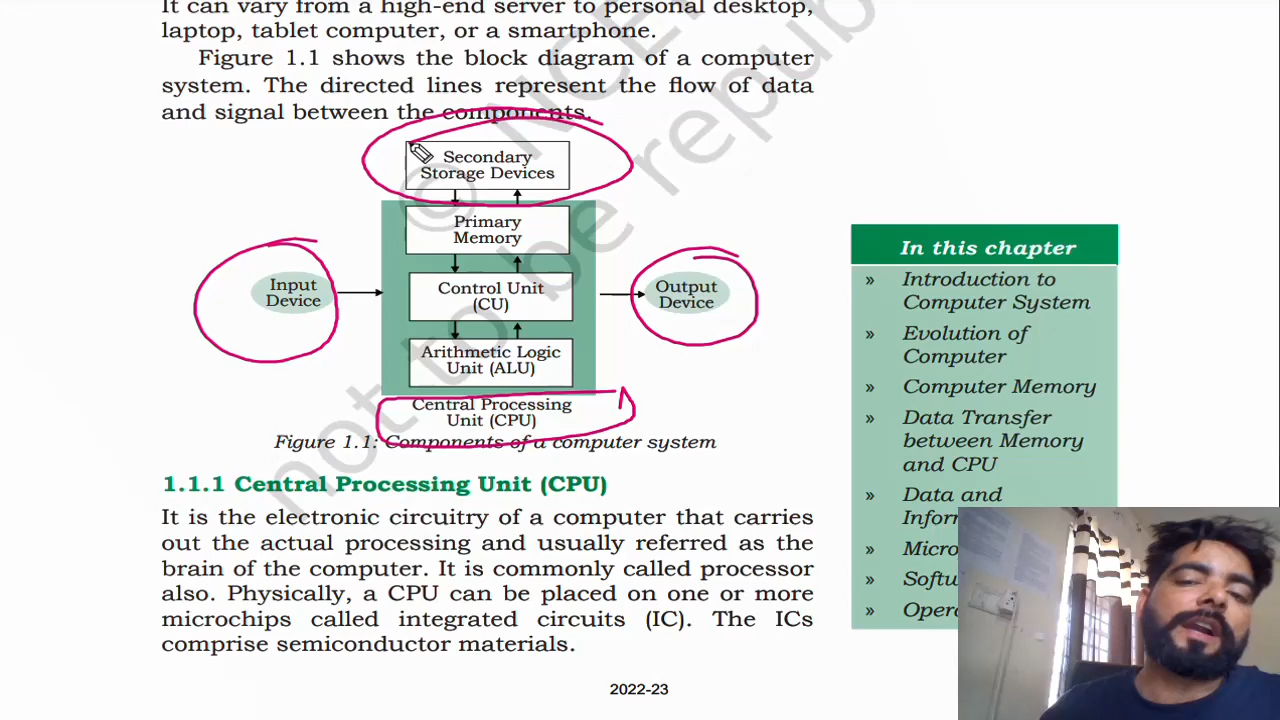 It can vary from a high-end server to personal desktop,
laptop, tablet computer, or a smartphone.
Figure 1.1 shows the block diagram of a computer
system. The directed lines represent the flow of data
and signal between the components.
Secondary
Storage Devices
Primary
Memory
Input
Device
Control Unit
(CU)
Output
Device
Arithmetic Logic
Unit (ALU)
Central Processing
Unit (CPU)
Figure 1.1: Components of a computer system
1.1.1 Central Processing Unit (CPU)
It is the electronic circuitry of a computer that carries
out the actual processing and usually referred as the
brain of the computer. It is commonly called processor
also. Physically, a CPU can be placed on one or more
microchips called integrated circuits (IC). The ICs
comprise semiconductor materials.
In this chapter
» Introduction to
Computer System
» Evolution of
Computer
» Computer Memory
» Data Transfer
between Memory
and CPU
» Data and
»
»
»
2022-23
© NCE
not to be republ